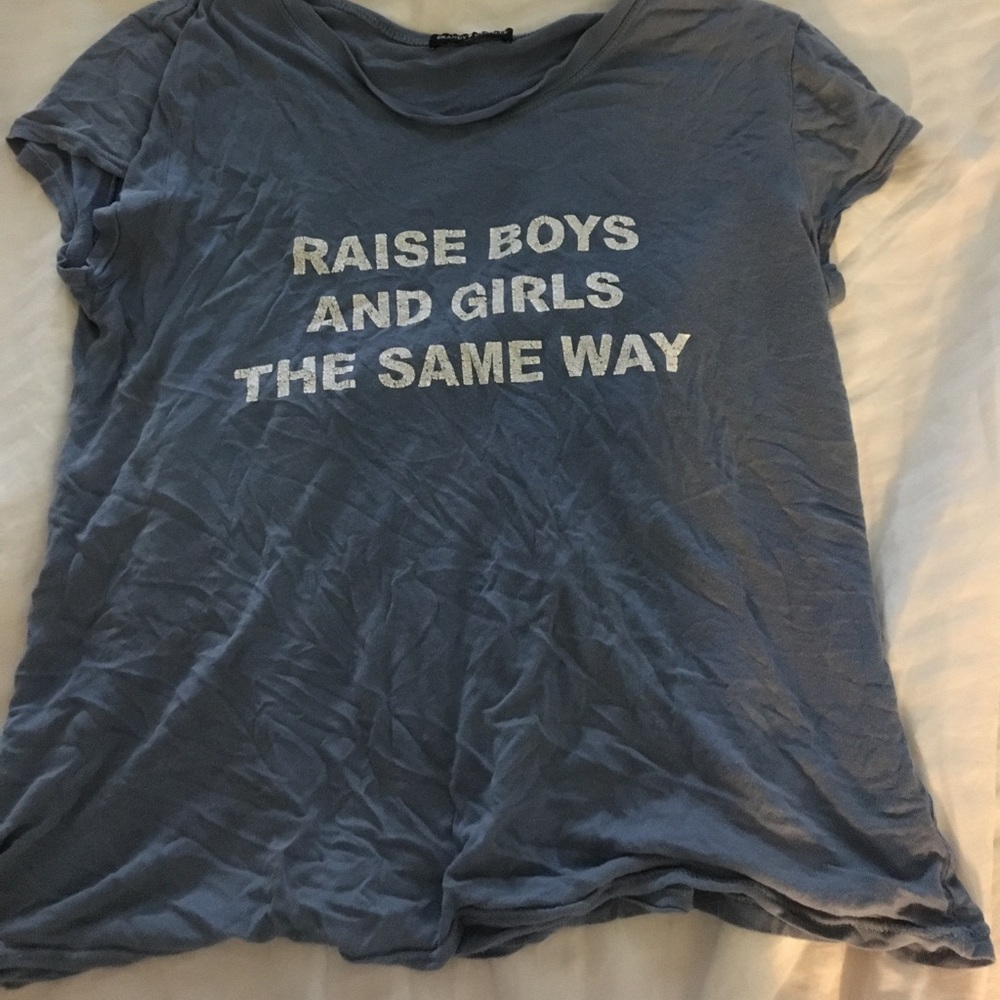 RAISE BOYS
AND GIRLS
THE SAME WAY